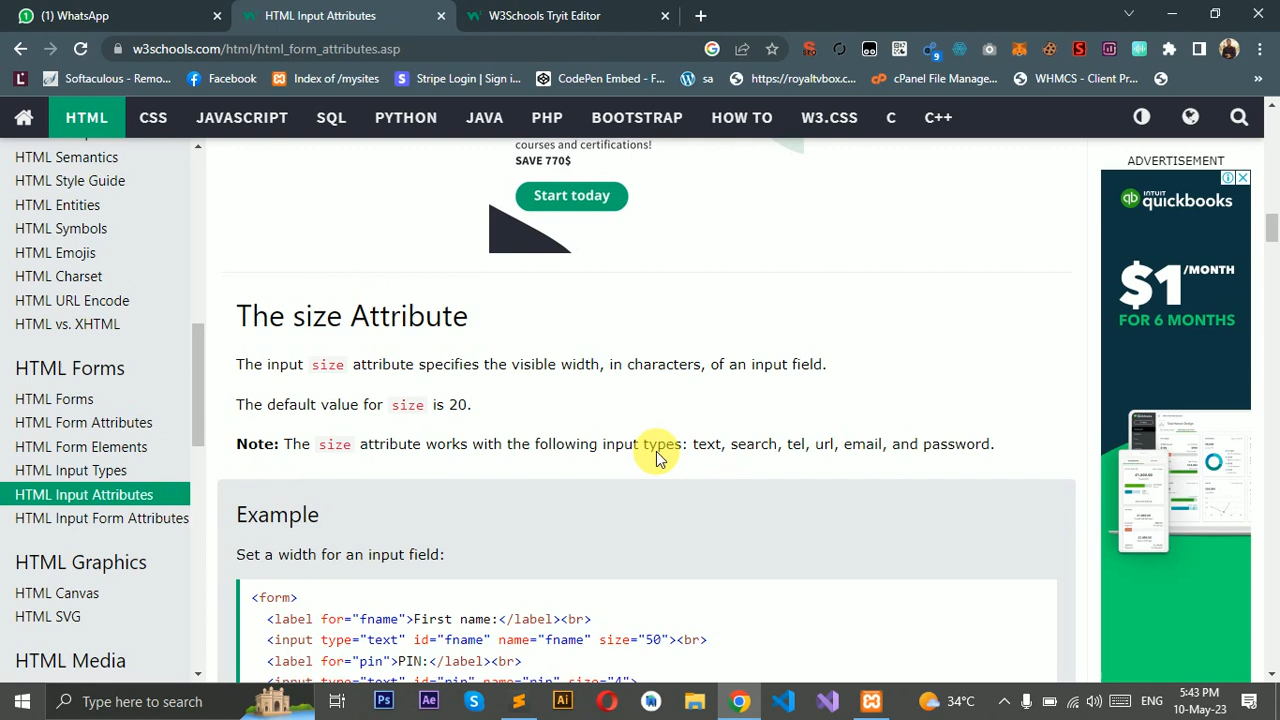 (1) WhatsApp
HTML Input Attributes
W3Schools Tryit Editor
w3schools.com/html/html_form_attributes.asp
Softaculous - Remo...
Facebook
Index of /mysites
Stripe Login | Sign i...
CodePen Embed - F...
sa
https://royaltvbox.c...
cPanel File Manage...
WHMCS - Client Pr...
HTML CSS JAVASCRIPT SQL PYTHON JAVA PHP BOOTSTRAP HOW TO W3.CSS C C++
HTML Semantics
HTML Style Guide
HTML Entities
HTML Symbols
HTML Emojis
HTML Charset
HTML URL Encode
HTML vs. XHTML
HTML Forms
HTML Forms
HTML Form Attributes
HTML Form Elements
HTML Input Types
HTML Input Attributes
HTML Input Form Attributes
HTML Graphics
HTML Canvas
HTML SVG
HTML Media
courses and certifications!
SAVE 770$
Start today
The size Attribute
The input size attribute specifies the visible width, in characters, of an input field.
The default value for size is 20.
Note: The size attribute works with the following input types: text, search, tel, url, email, and password.
Example
Set a width for an input field:
<form>
<label for="fname">First name:</label><br>
<input type="text" id="fname" name="fname" size="50"><br>
<label for="pin">PIN:</label><br>
<input type="text" id="pin" name="pin" size="4">
ADVERTISEMENT
INTUIT
quickbooks
$1/MONTH
FOR 6 MONTHS
Type here to search
34°C
ENG
5:43 PM
10-May-23